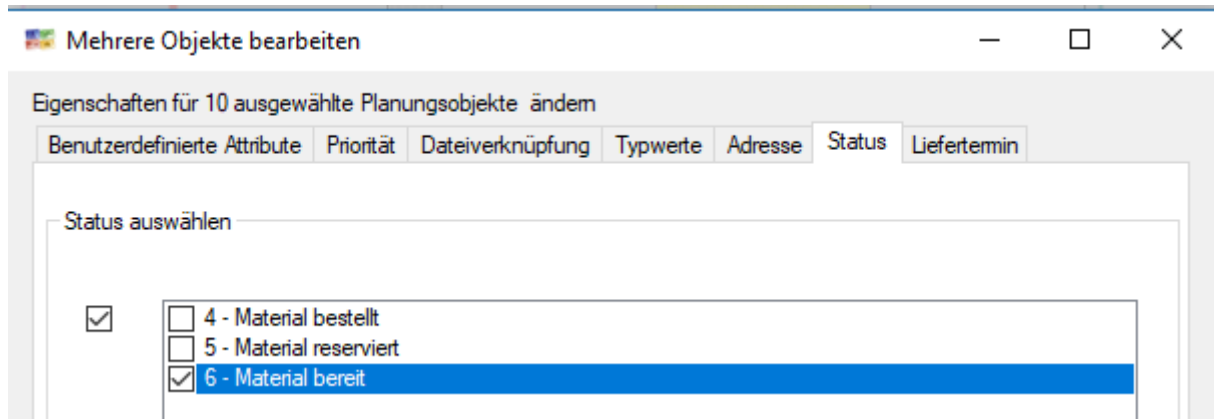 Mehrere Objekte bearbeiten
Eigenschaften für 10 ausgewählte Planungsobjekte ändern
Benutzerdefinierte Attribute Priorität Dateiverknüpfung Typwerte Adresse Status Liefertermin
Status auswählen
4 - Material bestellt
5 - Material reserviert
6 - Material bereit